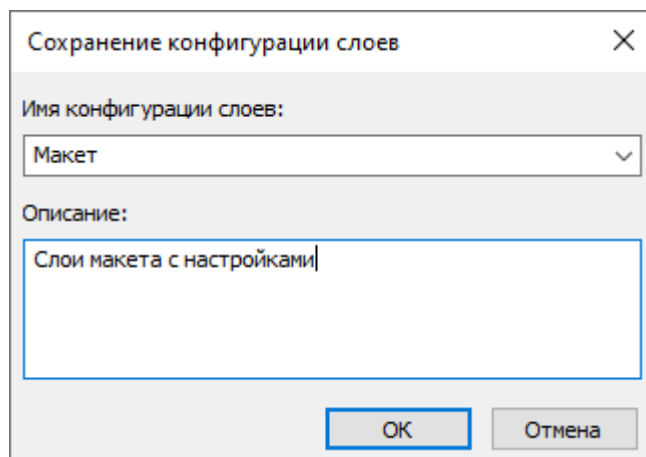 Сохранение конфигурации слоев
Имя конфигурации слоев:
Макет
Описание:
Слои макета с настройками
OK
Отмена